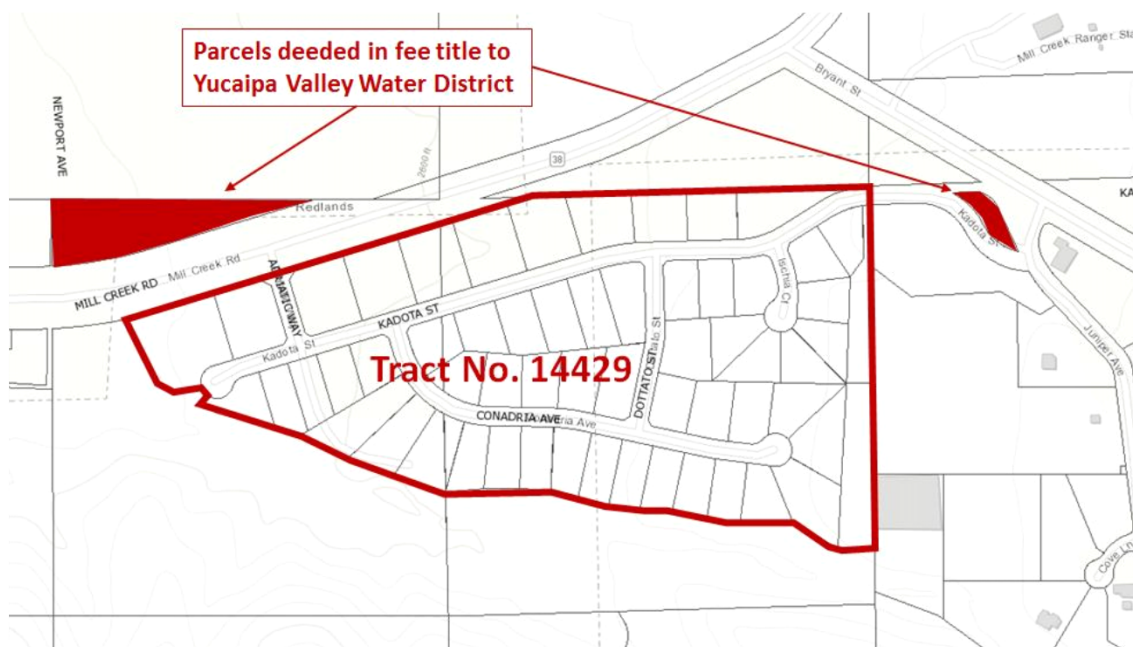 Parcels deeded in fee title to
Yucaipa Valley Water District
Mill Creek Ranger Sta
Bryant St
NEWPORT AVE
2600 ft
38
KA
Redlands
Kadota St
Mill Creek Rd
MILL CREEK RD
Ischia Ct
KADOTA ST
Kadota St
Juniper Ave
Tract No. 14429
DOTTATO ST
CONADRIA AVE
Cove Ln